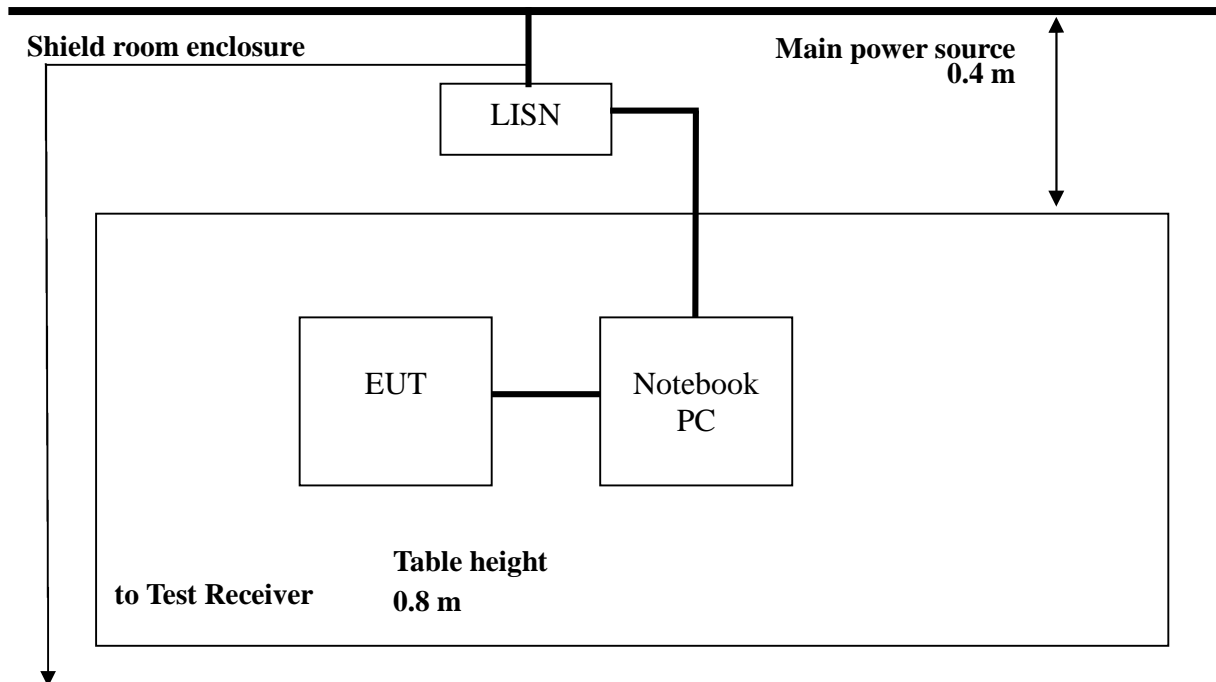 Shield room enclosure
Main power source
0.4 m
LISN
EUT
Notebook
PC
Table height
to Test Receiver
0.8 m